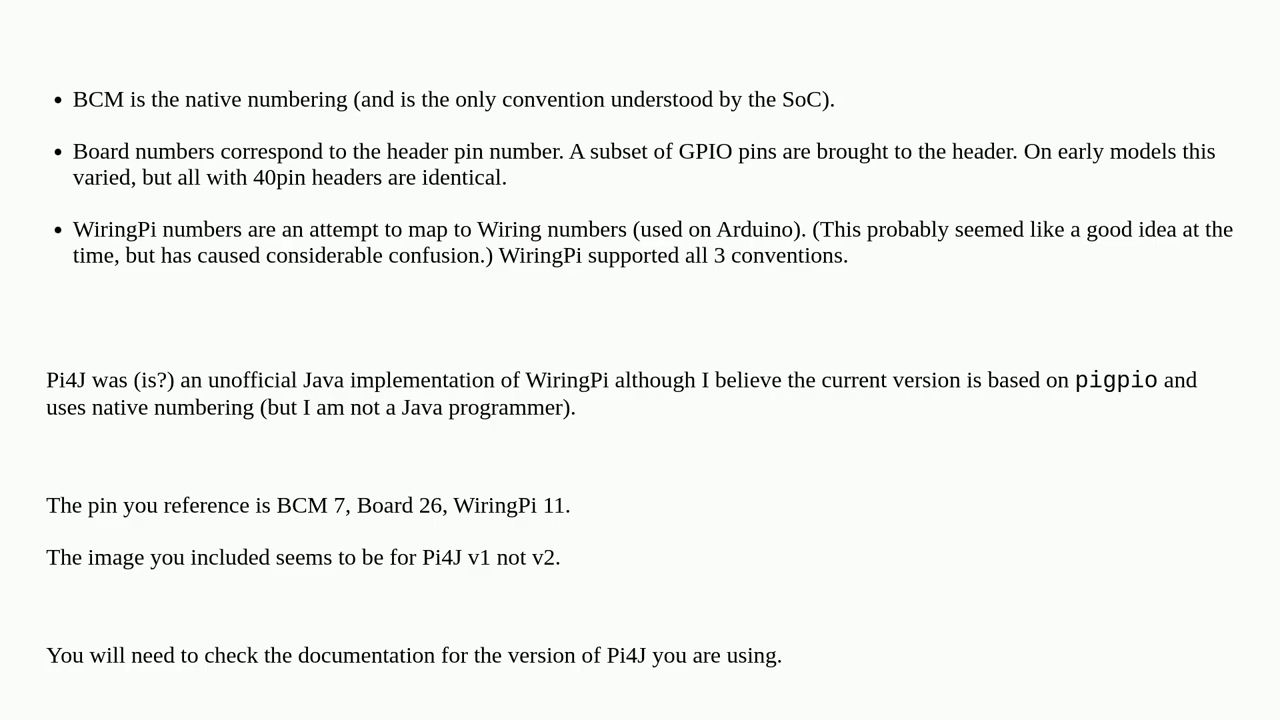 • BCM is the native numbering (and is the only convention understood by the SoC).
• Board numbers correspond to the header pin number. A subset of GPIO pins are brought to the header. On early models this
varied, but all with 40pin headers are identical.
• WiringPi numbers are an attempt to map to Wiring numbers (used on Arduino). (This probably seemed like a good idea at the
time, but has caused considerable confusion.) WiringPi supported all 3 conventions.
Pi4J was (is?) an unofficial Java implementation of WiringPi although I believe the current version is based on pigpio and
uses native numbering (but I am not a Java programmer).
The pin you reference is BCM 7, Board 26, WiringPi 11.
The image you included seems to be for Pi4J v1 not v2.
You will need to check the documentation for the version of Pi4J you are using.